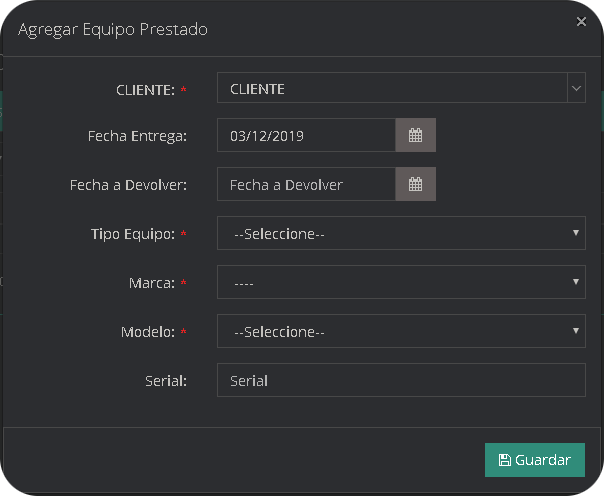 Agregar Equipo Prestado ×
CLIENTE: * CLIENTE
Fecha Entrega: 03/12/2019
Fecha a Devolver: Fecha a Devolver
Tipo Equipo: * --Seleccione--
Marca: * ----
Modelo: * --Seleccione--
Serial: Serial
Guardar